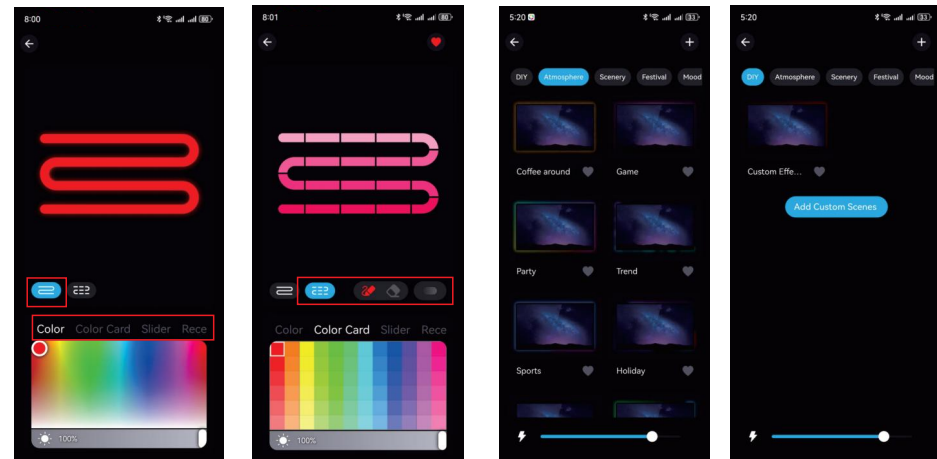 8:00
80
Color Color Card Slider Rece
100%
8:01
80
Color Color Card Slider Rece
100%
5:20
33
DIY Atmosphere Scenery Festival Mood
Coffee around Game
Party Trend
Sports Holiday
5:20
33
DIY Atmosphere Scenery Festival Mood
Custom Effe...
Add Custom Scenes